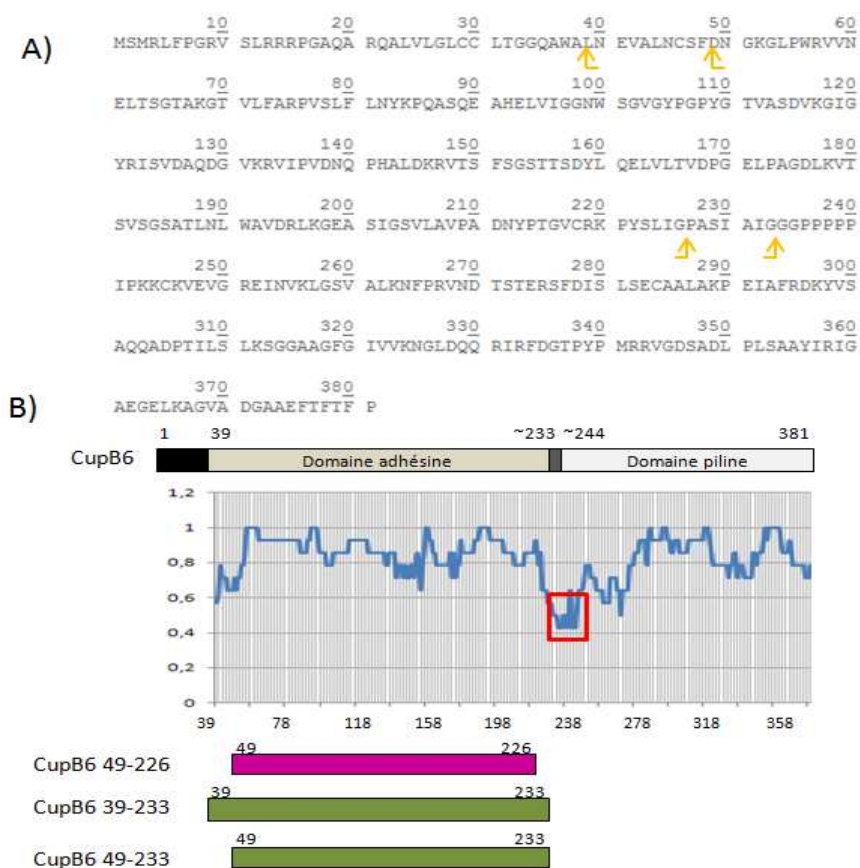 A)
10 20 30 40 50 60
MSMRLFPGRV SLRRRPGAQA RQALVLGLCC LTGGQAWALN EVALNCSFDN GKGLPWRVVN
70 80 90 100 110 120
ELTSGTAKGT VLFARPVSLF LNYKPQASQE AHELVIGGNW SGVGYPGPYG TVASDVKGIG
130 140 150 160 170 180
YRISVDAQDG VKRVIPVDNQ PHALDKRVTS FSGSTTSDYL QELVLTVDPG ELPAGDLKVT
190 200 210 220 230 240
SVSGSATLNL WAVDRLKGEA SIGSVLAVPA DNYPTGVCRK PYSLIGPASI AIGGGPPPPP
250 260 270 280 290 300
IPKKCKVEVG REINVKLGSV ALKNFPRVND TSTERSFDIS LSECAALAKP EIAFRDKYVS
310 320 330 340 350 360
AQQADPTILS LKSGGAAGFG IVVKNGLDQQ RIRFDGTPYP MRRVGDSADL PLSAAYIRIG
370 380
AEGELKAGVA DGAAEFTFTF P
B)
1 39 ~233 ~244 381
CupB6 Domaine adhésine Domaine piline
1,2
1
0,8
0,6
0,4
0,2
0
39 78 118 158 198 238 278 318 358
49 226
CupB6 49-226
39 233
CupB6 39-233
49 233
CupB6 49-233